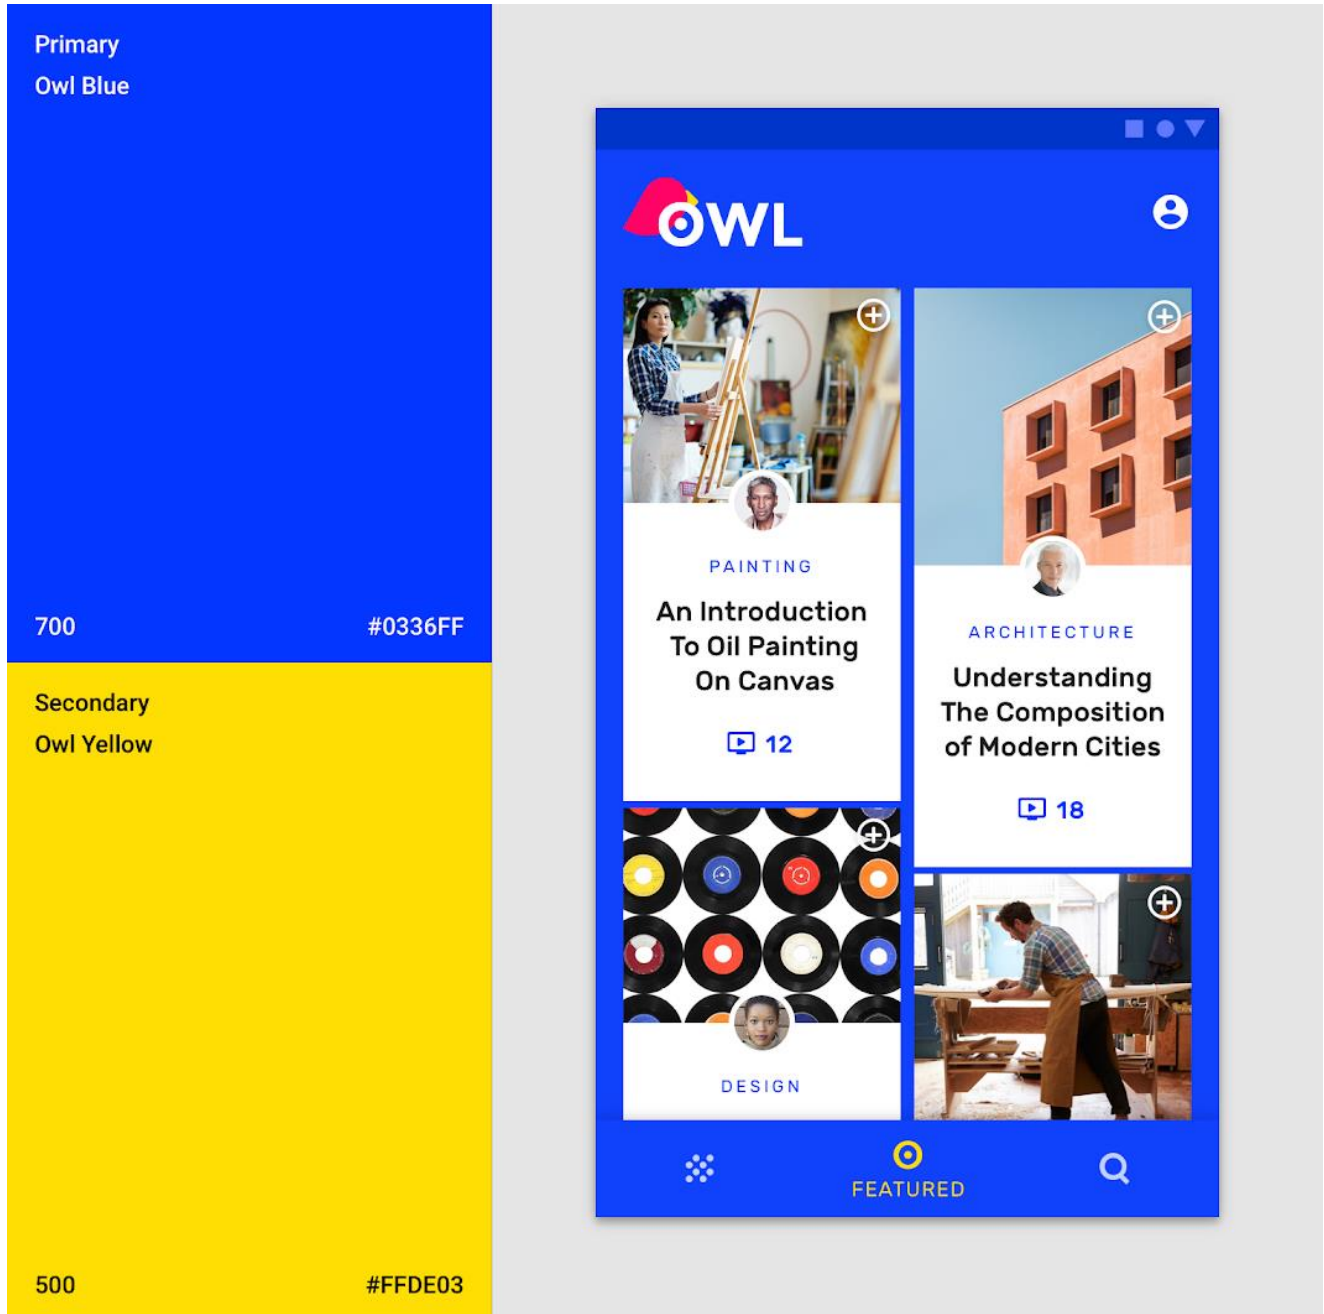 Primary
Owl Blue
700 #0336FF
Secondary
Owl Yellow
500 #FFDE03
OWL
PAINTING
An Introduction
To Oil Painting
On Canvas
12
ARCHITECTURE
Understanding
The Composition
of Modern Cities
18
DESIGN
FEATURED